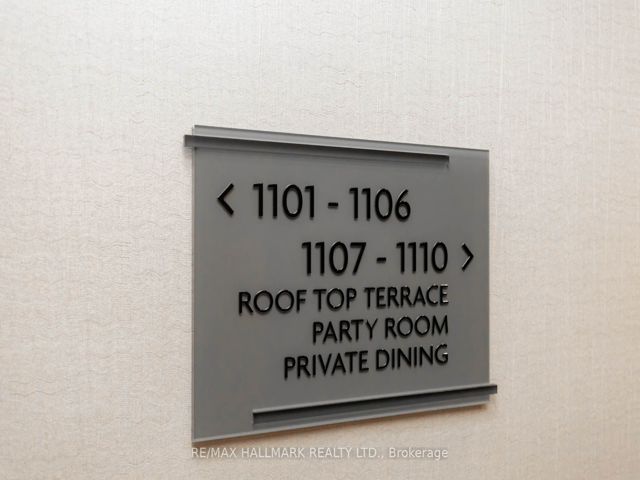 < 1101 - 1106
1107 - 1110 >
ROOF TOP TERRACE
PARTY ROOM
PRIVATE DINING
RE/MAX HALLMARK REALTY LTD., Brokerage